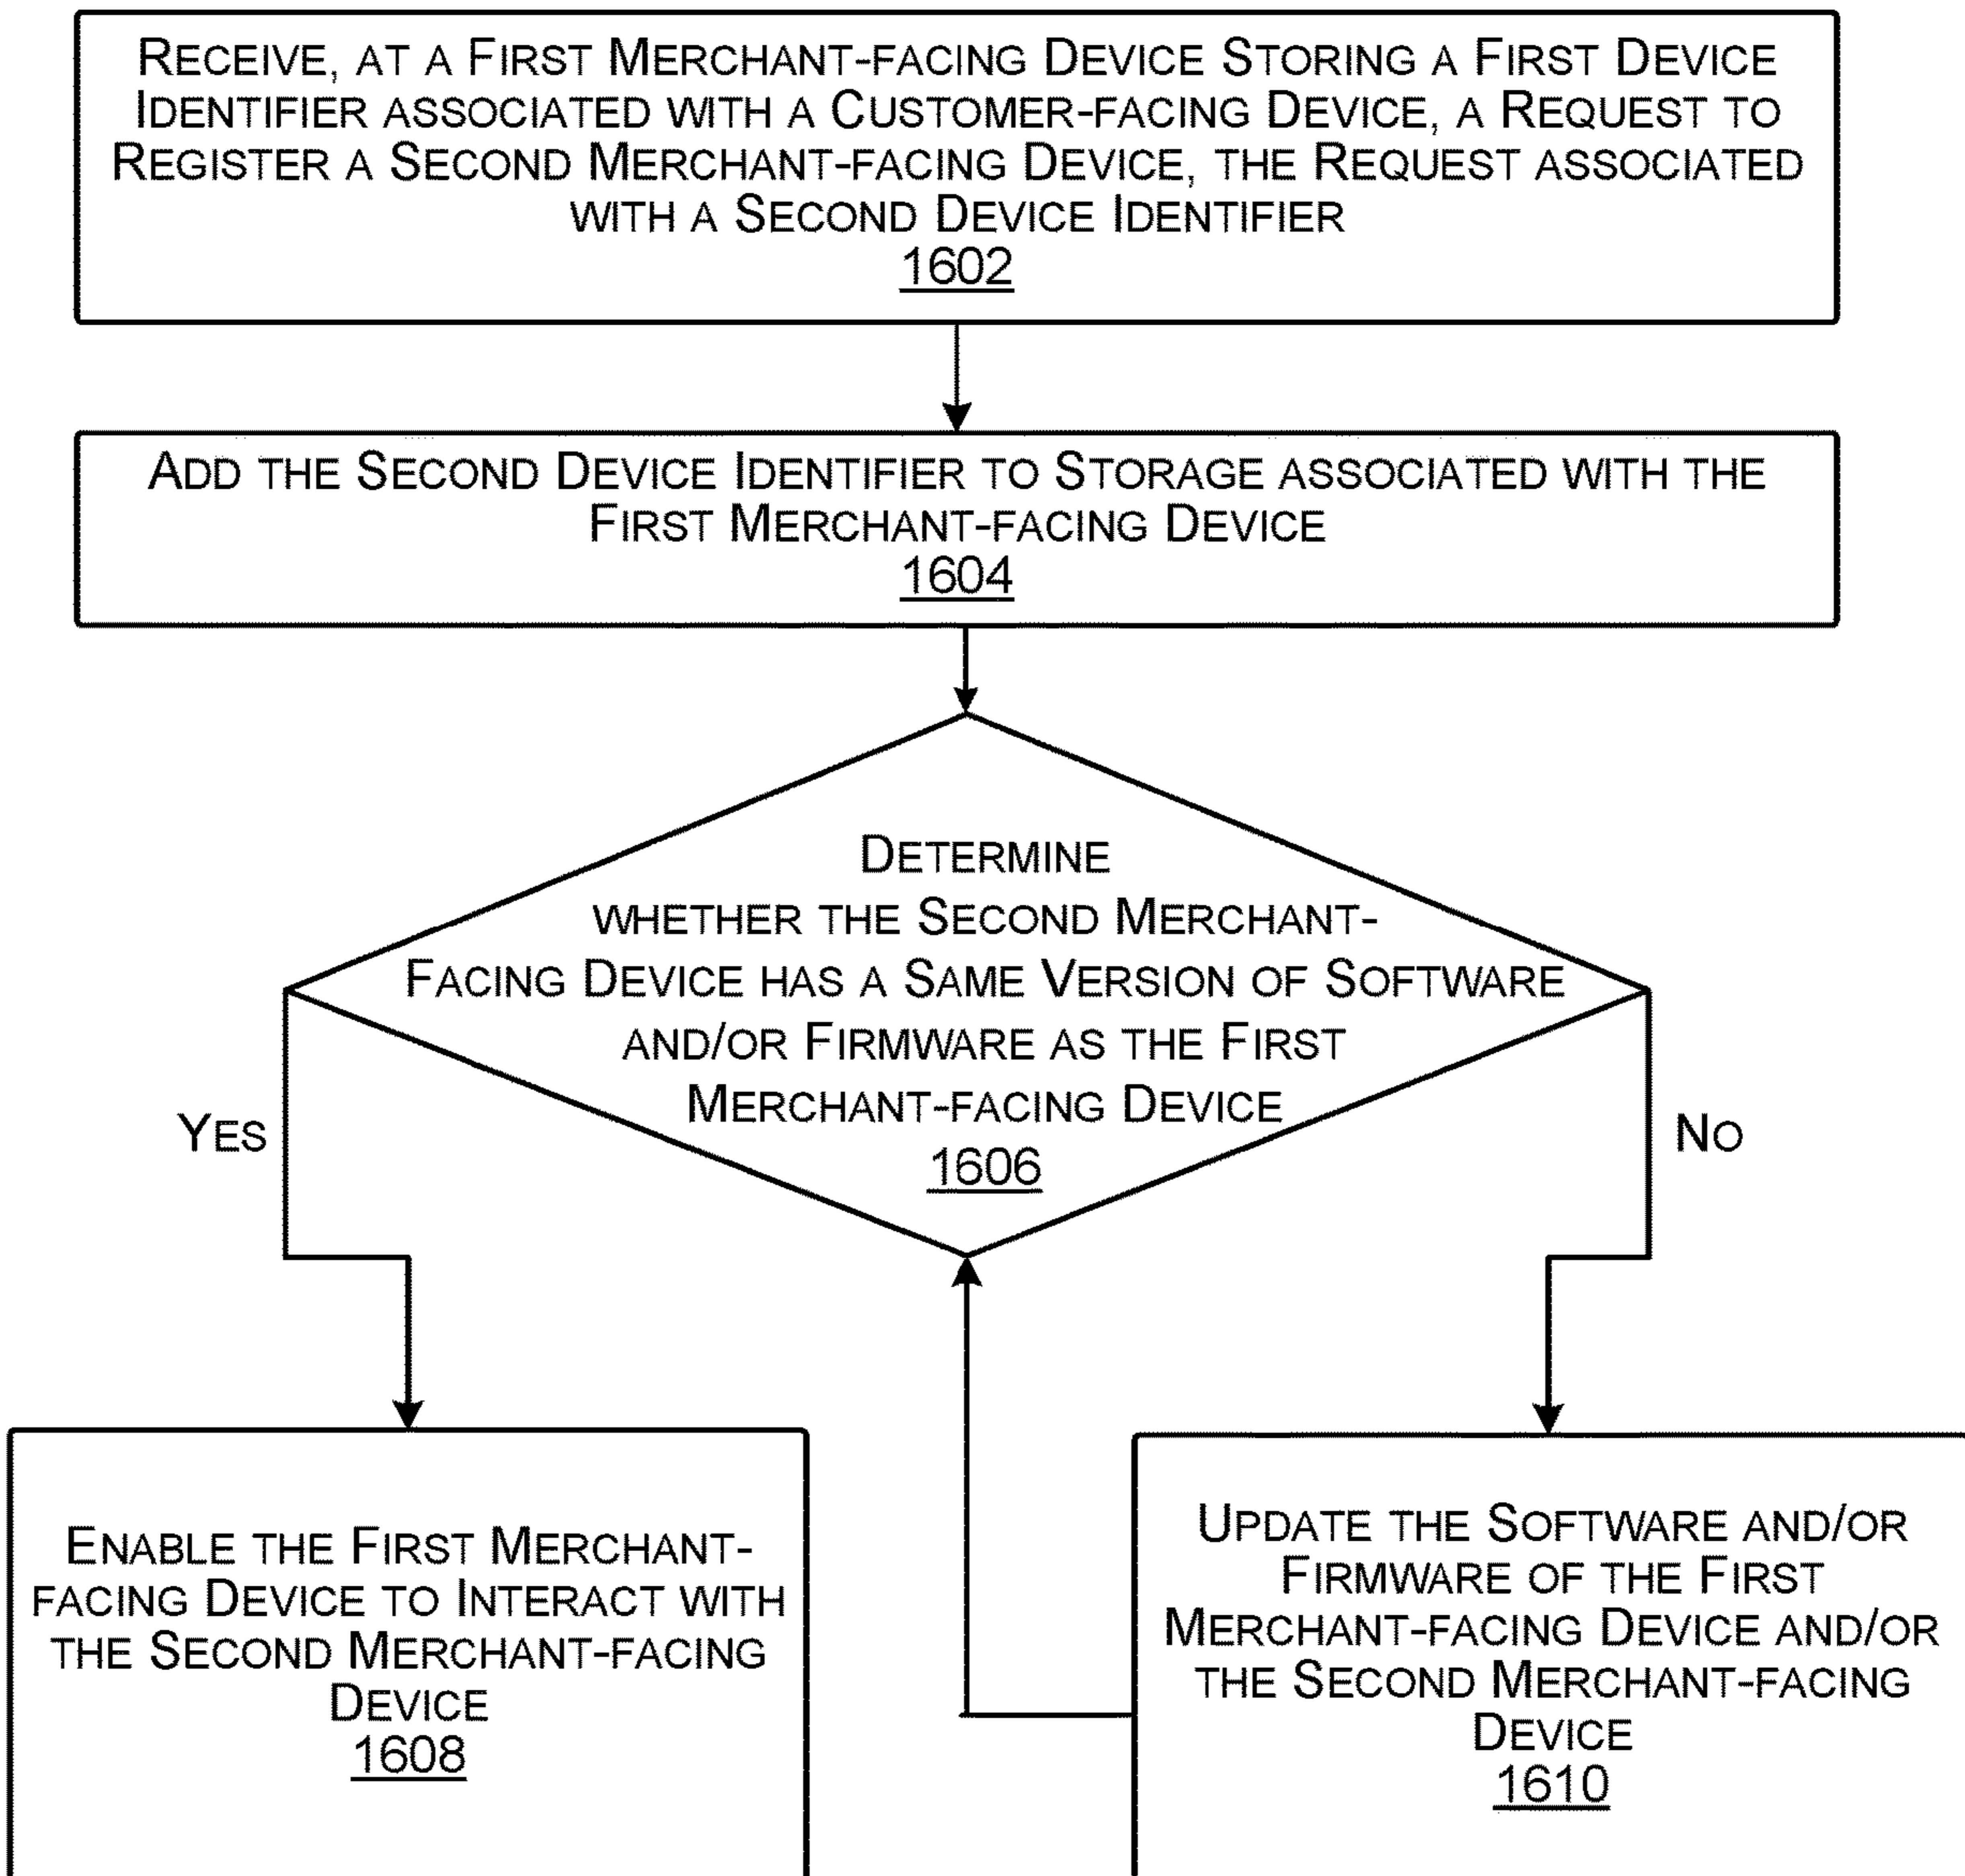 RECEIVE, AT A FIRST MERCHANT-FACING DEVICE STORING A FIRST DEVICE
IDENTIFIER ASSOCIATED WITH A CUSTOMER-FACING DEVICE, A REQUEST TO
REGISTER A SECOND MERCHANT-FACING DEVICE, THE REQUEST ASSOCIATED
WITH A SECOND DEVICE IDENTIFIER
1602
ADD THE SECOND DEVICE IDENTIFIER TO STORAGE ASSOCIATED WITH THE
FIRST MERCHANT-FACING DEVICE
1604
DETERMINE
WHETHER THE SECOND MERCHANT-
FACING DEVICE HAS A SAME VERSION OF SOFTWARE
AND/OR FIRMWARE AS THE FIRST
MERCHANT-FACING DEVICE
1606
YES
NO
ENABLE THE FIRST MERCHANT-
FACING DEVICE TO INTERACT WITH
THE SECOND MERCHANT-FACING
DEVICE
1608
UPDATE THE SOFTWARE AND/OR
FIRMWARE OF THE FIRST
MERCHANT-FACING DEVICE AND/OR
THE SECOND MERCHANT-FACING
DEVICE
1610